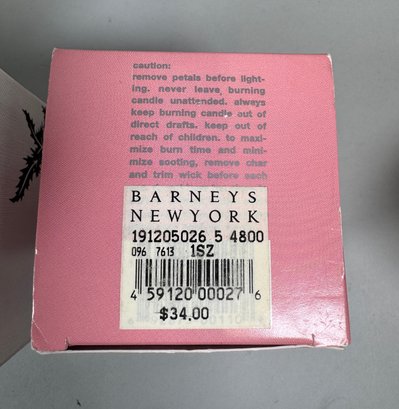 caution:
remove petals before light-
ing. never leave burning
candle unattended. always
keep burning candle out of
direct drafts. keep out of
reach of children. to maxi-
mize burn time and mini-
mize sooting, remove char
and trim wick before each
BARNEYS
NEWYORK
191205026 5 4800
096 7613 1SZ
4 59120 00027 6
$34.00